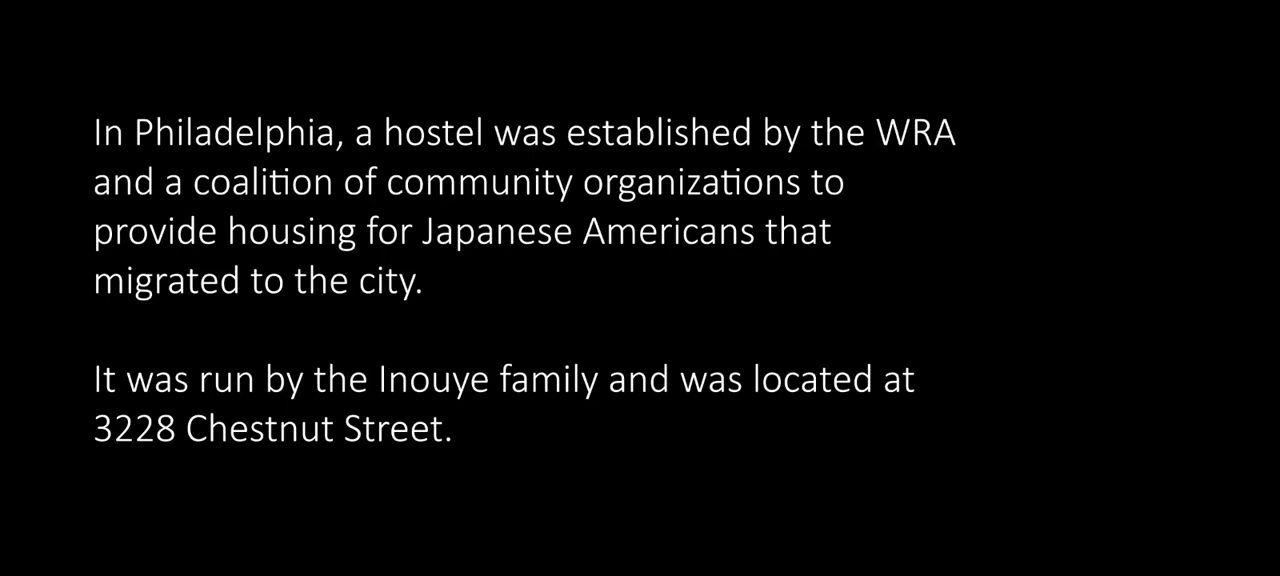 In Philadelphia, a hostel was established by the WRA
and a coalition of community organizations to
provide housing for Japanese Americans that
migrated to the city.
It was run by the Inouye family and was located at
3228 Chestnut Street.